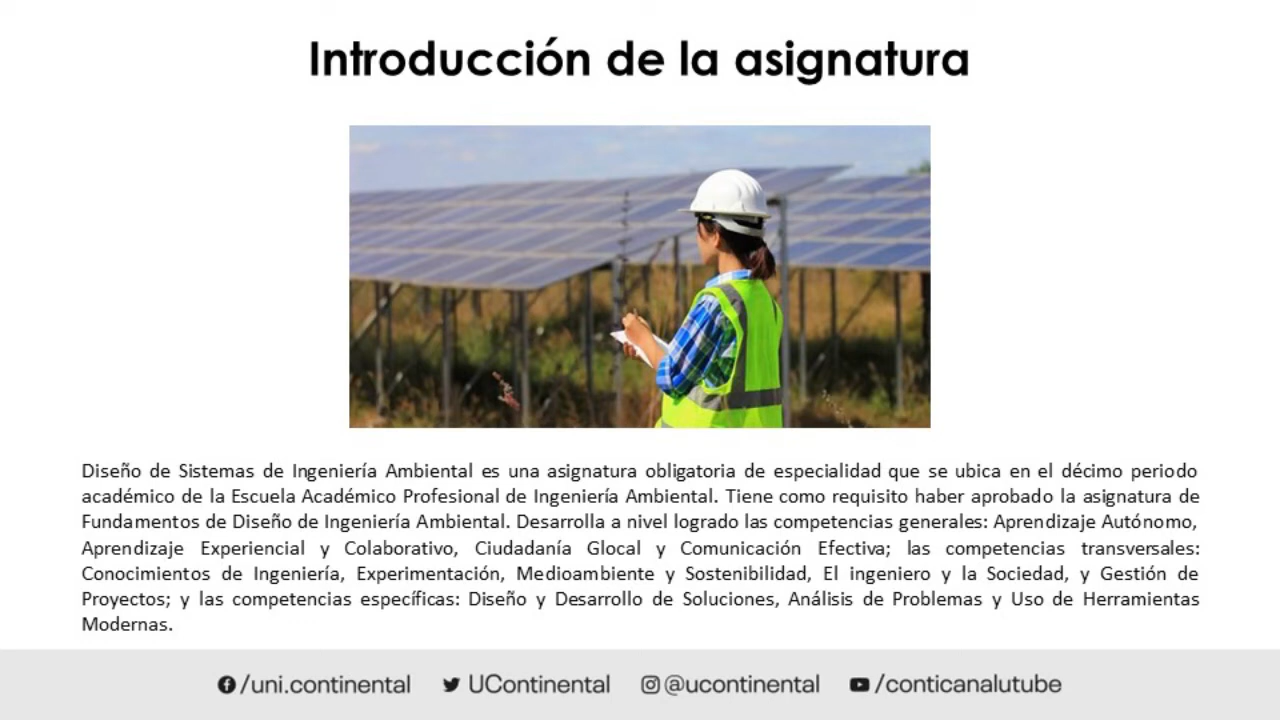 Introducción de la asignatura
Diseño de Sistemas de Ingeniería Ambiental es una asignatura obligatoria de especialidad que se ubica en el décimo periodo
académico de la Escuela Académico Profesional de Ingeniería Ambiental. Tiene como requisito haber aprobado la asignatura de
Fundamentos de Diseño de Ingeniería Ambiental. Desarrolla a nivel logrado las competencias generales: Aprendizaje Autónomo,
Aprendizaje Experiencial y Colaborativo, Ciudadanía Glocal y Comunicación Efectiva; las competencias transversales:
Conocimientos de Ingeniería, Experimentación, Medioambiente y Sostenibilidad, El ingeniero y la Sociedad, y Gestión de
Proyectos; y las competencias específicas: Diseño y Desarrollo de Soluciones, Análisis de Problemas y Uso de Herramientas
Modernas.
/uni.continental UContinental @ucontinental /conticanalutube